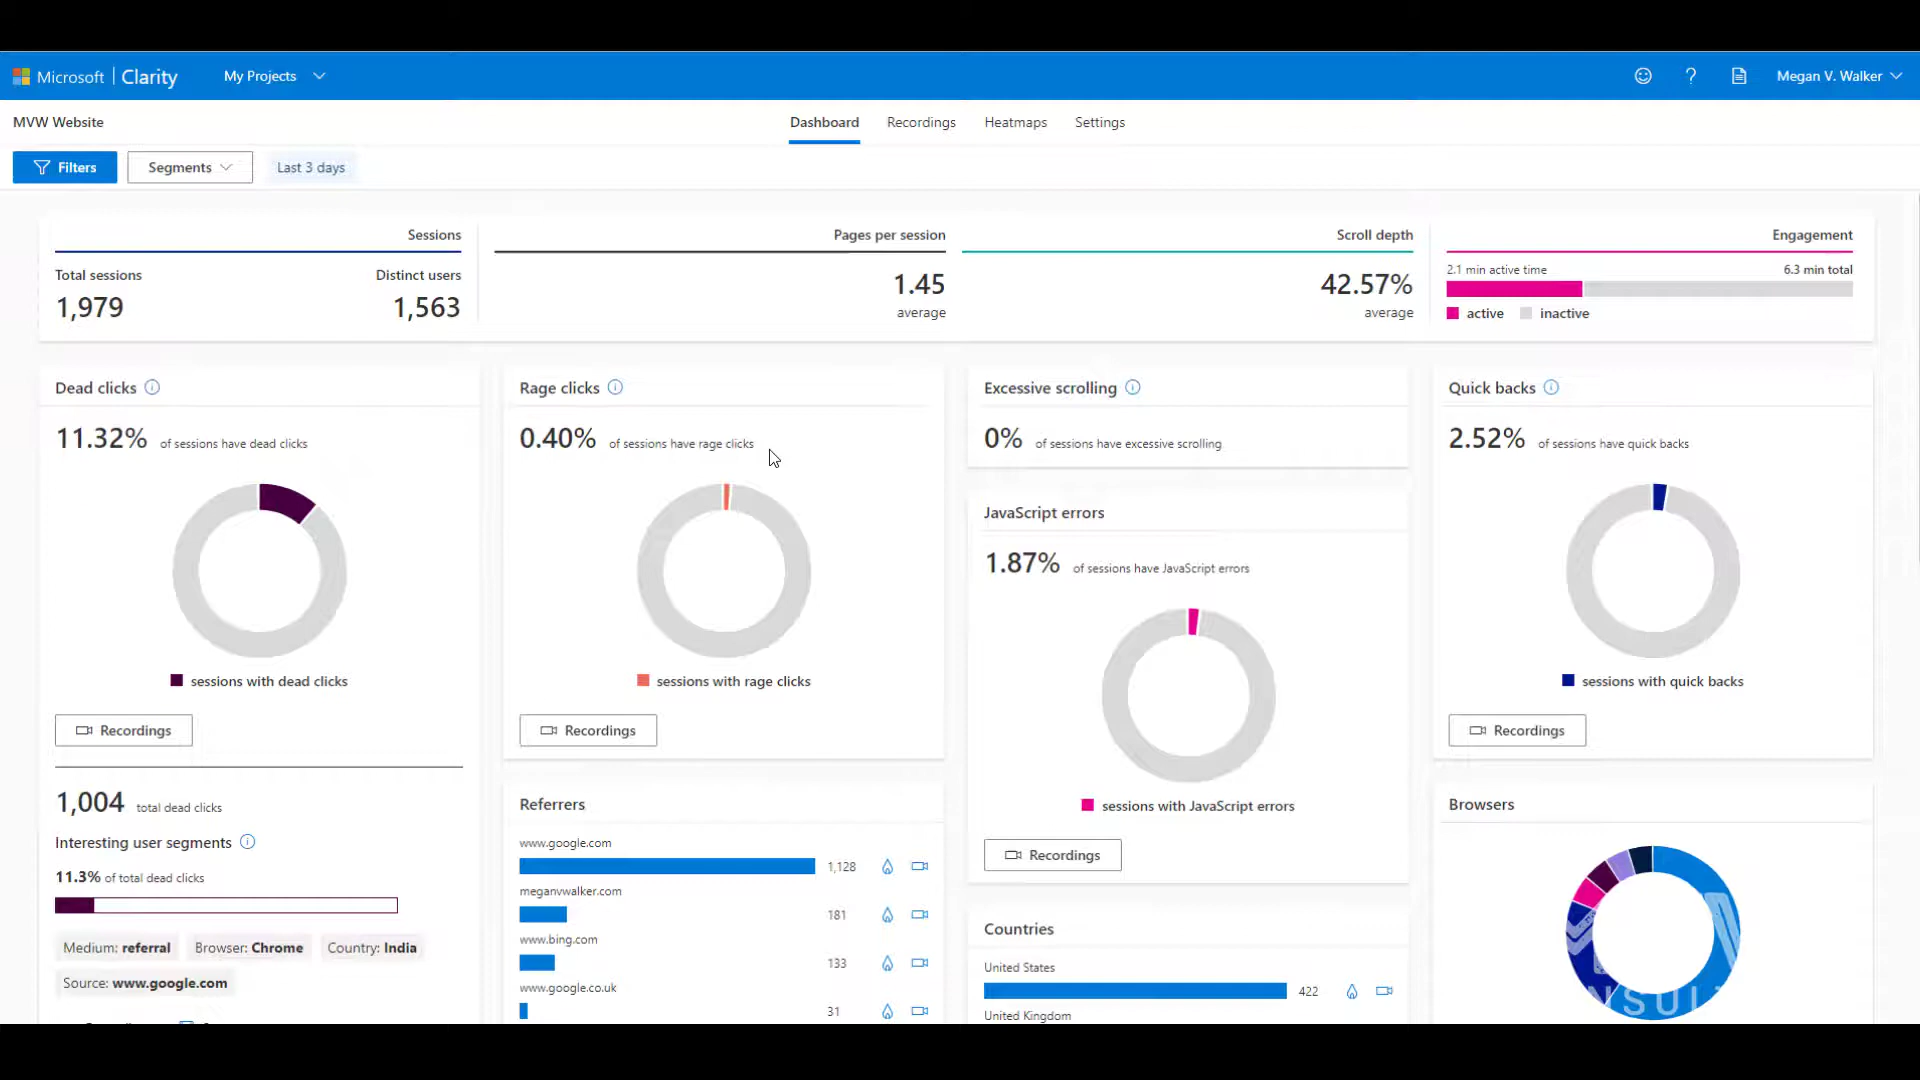 Microsoft | Clarity My Projects ? Megan V. Walker
MVW Website Dashboard Recordings Heatmaps Settings
Filters Segments Last 3 days
Sessions
Total sessions Distinct users
1,979 1,563
Pages per session
1.45
average
Scroll depth
42.57%
average
Engagement
2.1 min active time 6.3 min total
active inactive
Dead clicks
11.32% of sessions have dead clicks
sessions with dead clicks
Recordings
1,004 total dead clicks
Interesting user segments
11.3% of total dead clicks
Medium: referral Browser: Chrome Country: India
Source: www.google.com
Rage clicks
0.40% of sessions have rage clicks
sessions with rage clicks
Recordings
Referrers
www.google.com
1,128
meganvwalker.com
181
www.bing.com
133
www.google.co.uk
31
Excessive scrolling
0% of sessions have excessive scrolling
JavaScript errors
1.87% of sessions have JavaScript errors
sessions with JavaScript errors
Recordings
Countries
United States
422
United Kingdom
Quick backs
2.52% of sessions have quick backs
sessions with quick backs
Recordings
Browsers